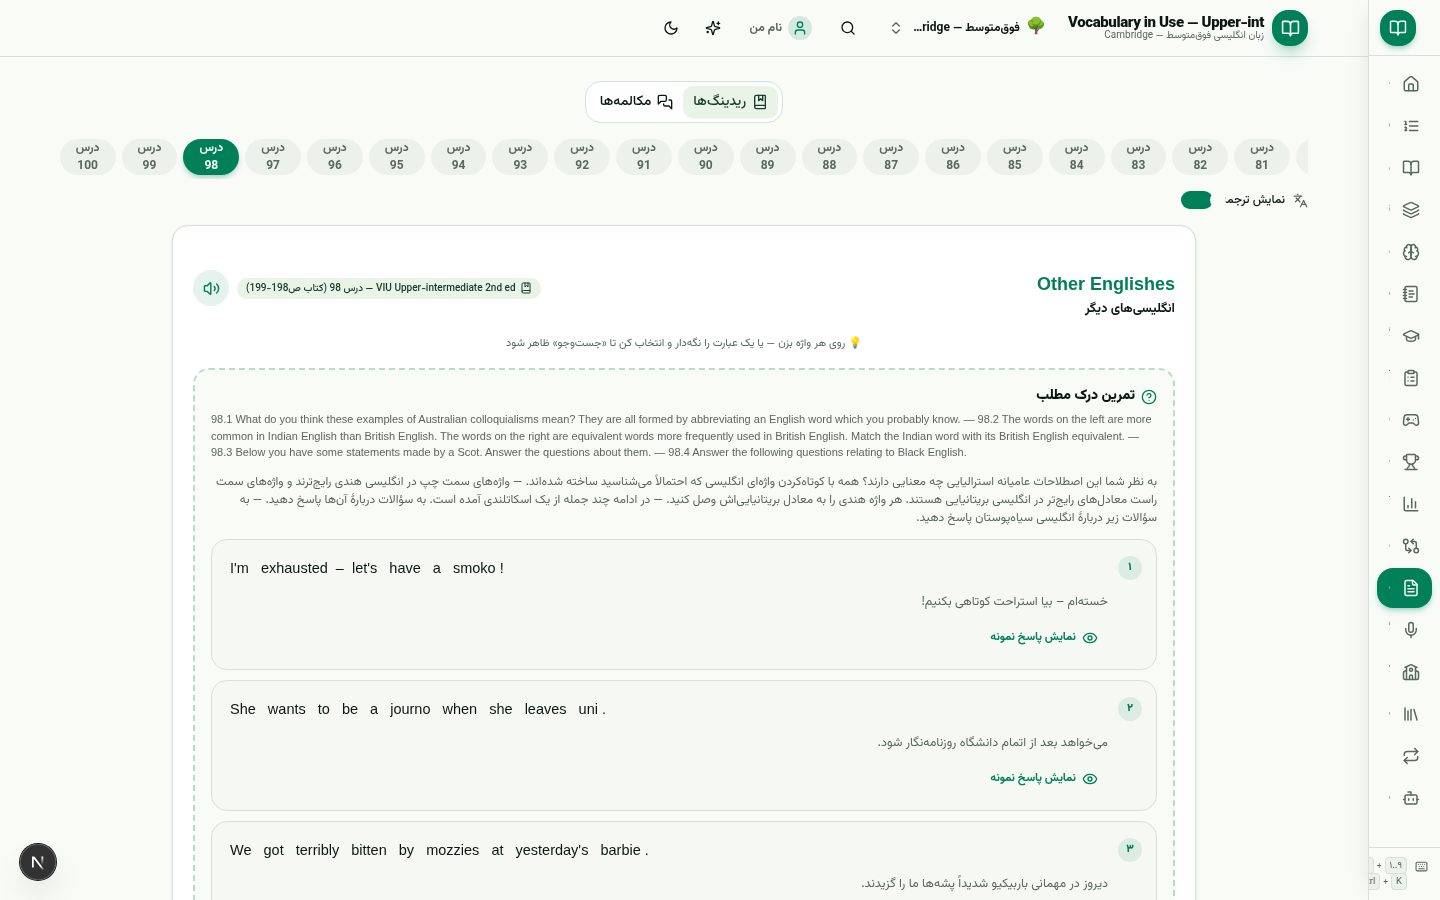 Vocabulary in Use — Upper-int
زبان انگلیسی فوق‌متوسط — Cambridge
فوق‌متوسط — ridge...
نام من
ریدینگ‌ها
مکالمه‌ها
درس 81
درس 82
درس 83
درس 84
درس 85
درس 86
درس 87
درس 88
درس 89
درس 90
درس 91
درس 92
درس 93
درس 94
درس 95
درس 96
درس 97
درس 98
درس 99
درس 100
نمایش ترجمه
Other Englishes
انگلیسی‌های دیگر
VIU Upper-intermediate 2nd ed — درس 98 (کتاب ص198-199)
💡 روی هر واژه بزن — یا یک عبارت را نگه‌دار و انتخاب کن تا «جست‌وجو» ظاهر شود
تمرین درک مطلب
98.1 What do you think these examples of Australian colloquialisms mean? They are all formed by abbreviating an English word which you probably know. — 98.2 The words on the left are more
common in Indian English than British English. The words on the right are equivalent words more frequently used in British English. Match the Indian word with its British English equivalent. —
98.3 Below you have some statements made by a Scot. Answer the questions about them. — 98.4 Answer the following questions relating to Black English.
به نظر شما این اصطلاحات عامیانه استرالیایی چه معنایی دارند؟ همه با کوتاه‌کردن واژه‌ای انگلیسی که احتمالاً می‌شناسید ساخته شده‌اند. — واژه‌های سمت چپ در انگلیسی هندی رایج‌ترند و واژه‌های سمت
راست معادل‌های رایج‌تر در انگلیسی بریتانیایی هستند. هر واژه هندی را به معادل بریتانیایی‌اش وصل کنید. — در ادامه چند جمله از یک اسکاتلندی آمده است. به سؤالات دربارهٔ آن‌ها پاسخ دهید. — به
سؤالات زیر دربارهٔ انگلیسی سیاه‌پوستان پاسخ دهید.
۱
I'm exhausted – let's have a smoko !
خسته‌ام – بیا استراحت کوتاهی بکنیم!
نمایش پاسخ نمونه
۲
She wants to be a journo when she leaves uni .
می‌خواهد بعد از اتمام دانشگاه روزنامه‌نگار شود.
نمایش پاسخ نمونه
۳
We got terribly bitten by mozzies at yesterday's barbie .
دیروز در مهمانی باربیکیو شدیداً پشه‌ها ما را گزیدند.
N
+ ۱..۹
+ K